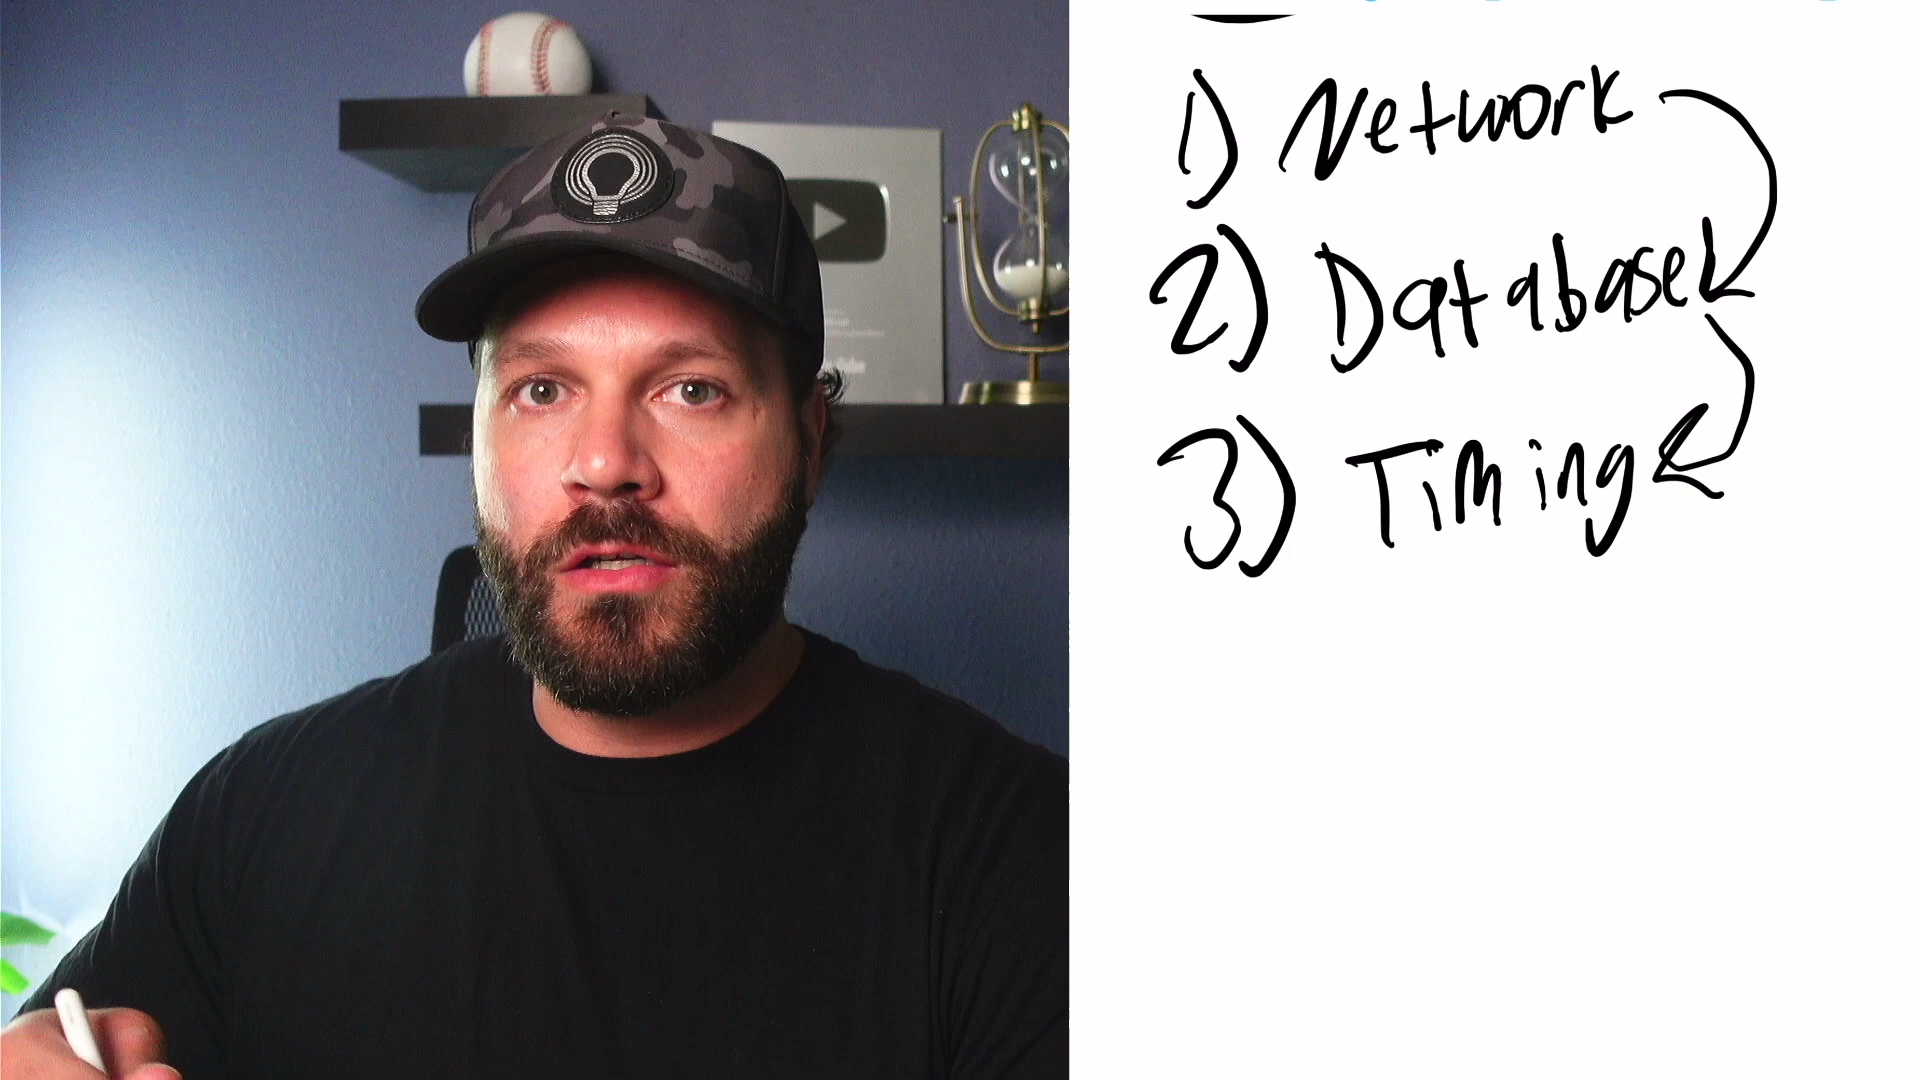 1) Network
2) Database
3) Timing